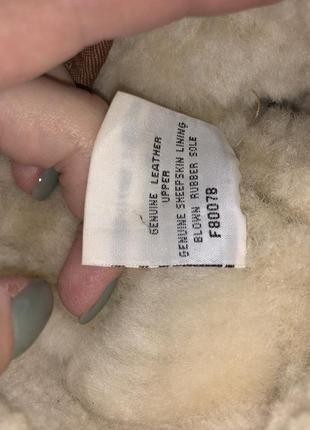 GENUINE LEATHER
UPPER
GENUINE SHEEPSKIN LINING
BLOWN RUBBER SOLE
F80078